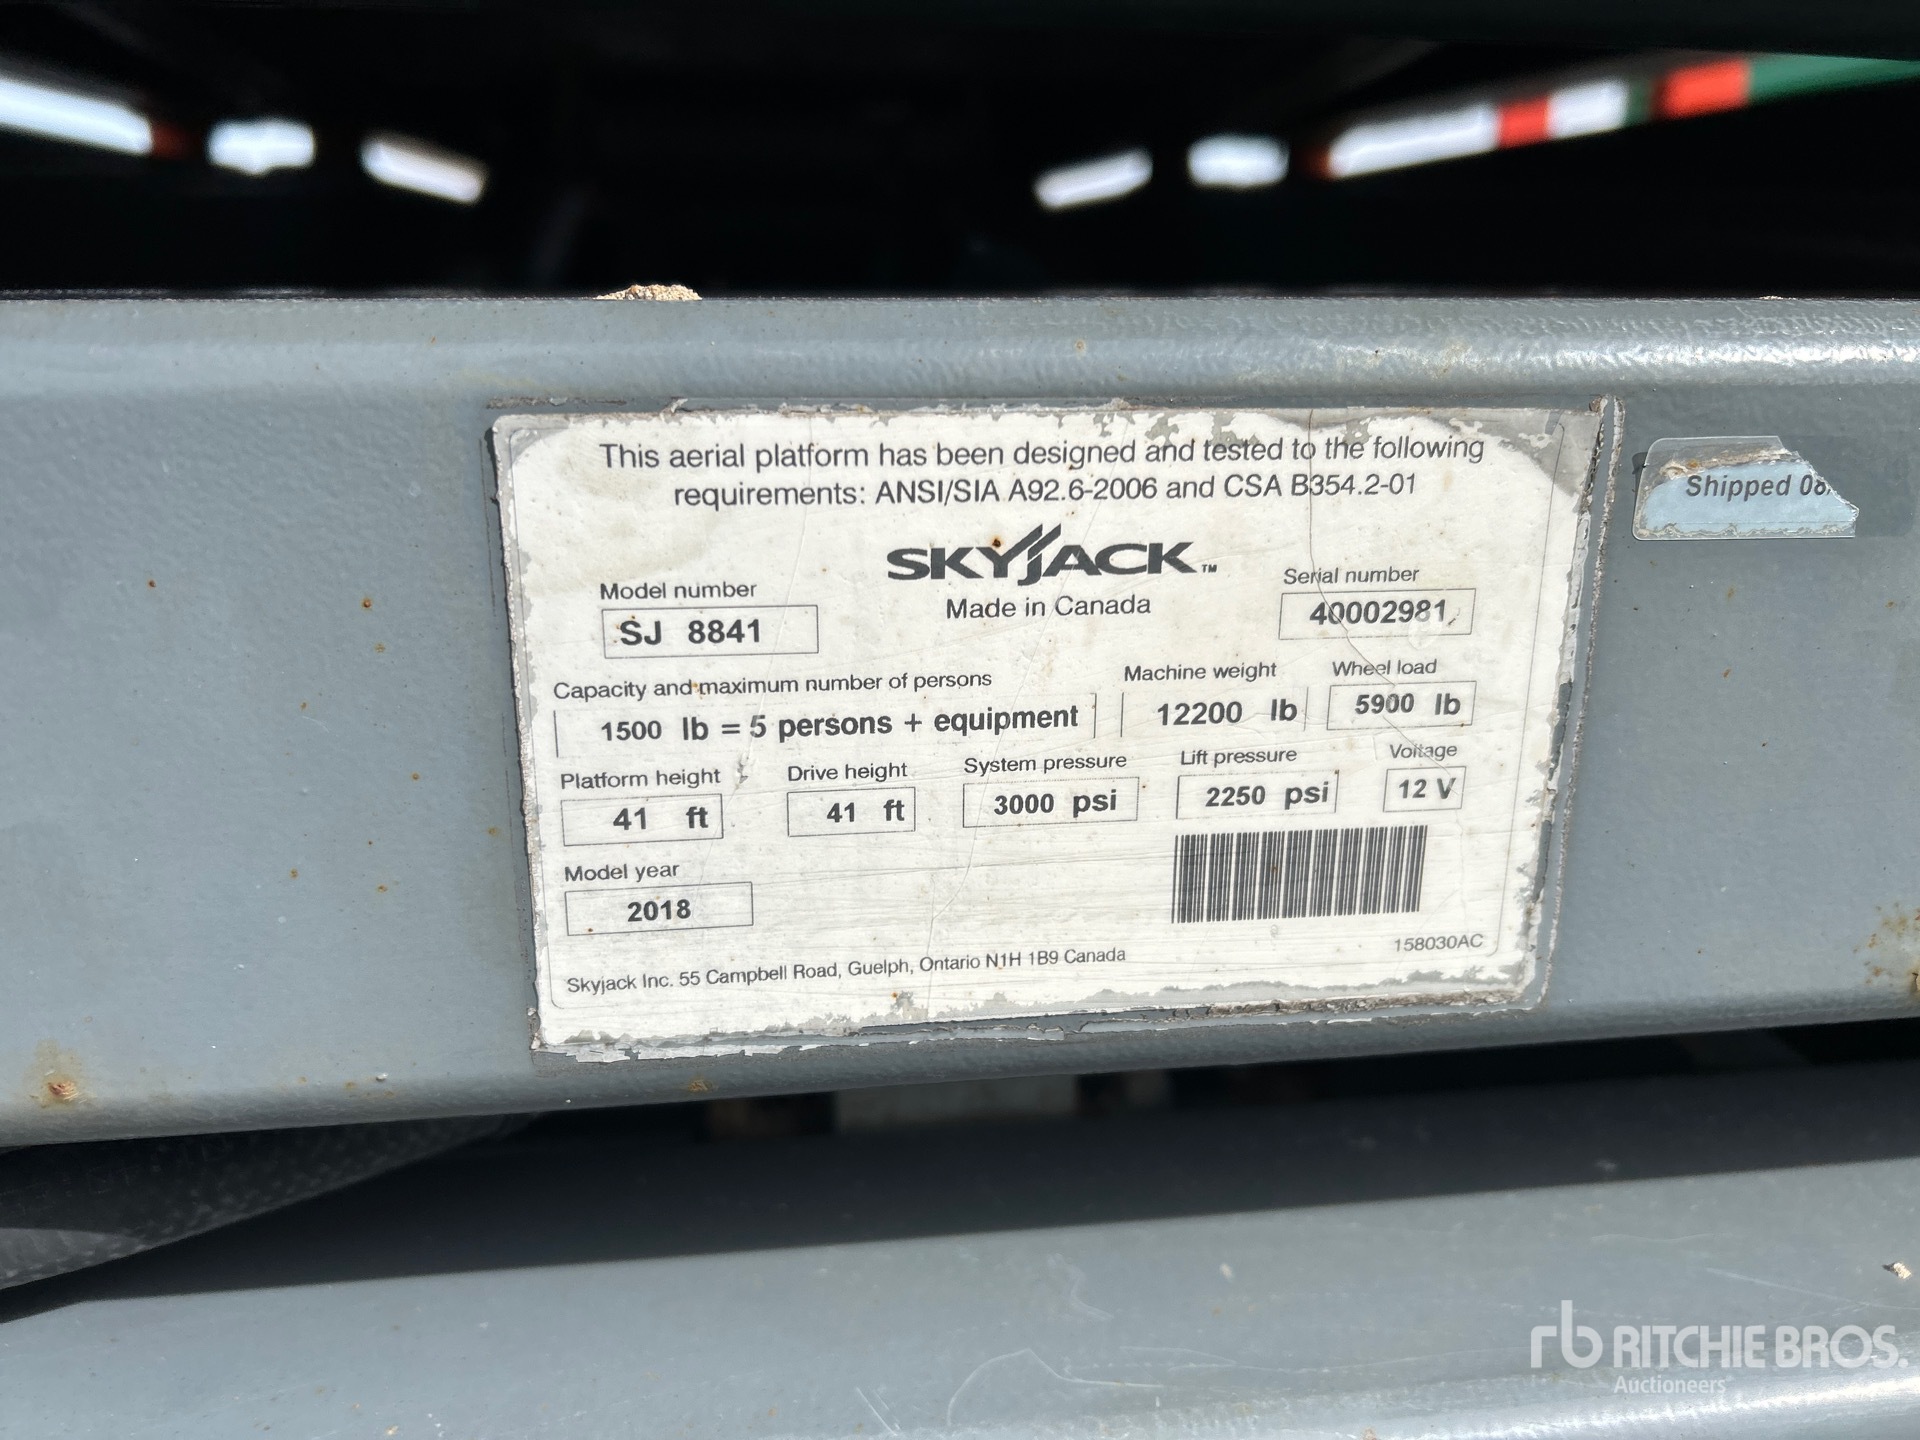 This aerial platform has been designed and tested to the following
requirements: ANSI/SIA A92.6-2006 and CSA B354.2-01
SKYJACK™
Made in Canada
Model number
SJ 8841
Serial number
40002981
Capacity and maximum number of persons
1500 lb = 5 persons + equipment
Machine weight
12200 lb
Wheel load
5900 lb
Platform height
41 ft
Drive height
41 ft
System pressure
3000 psi
Lift pressure
2250 psi
Voltage
12 V
Model year
2018
158030AC
Skyjack Inc. 55 Campbell Road, Guelph, Ontario N1H 1B9 Canada
Shipped
rb RITCHIE BROS.
Auctioneers